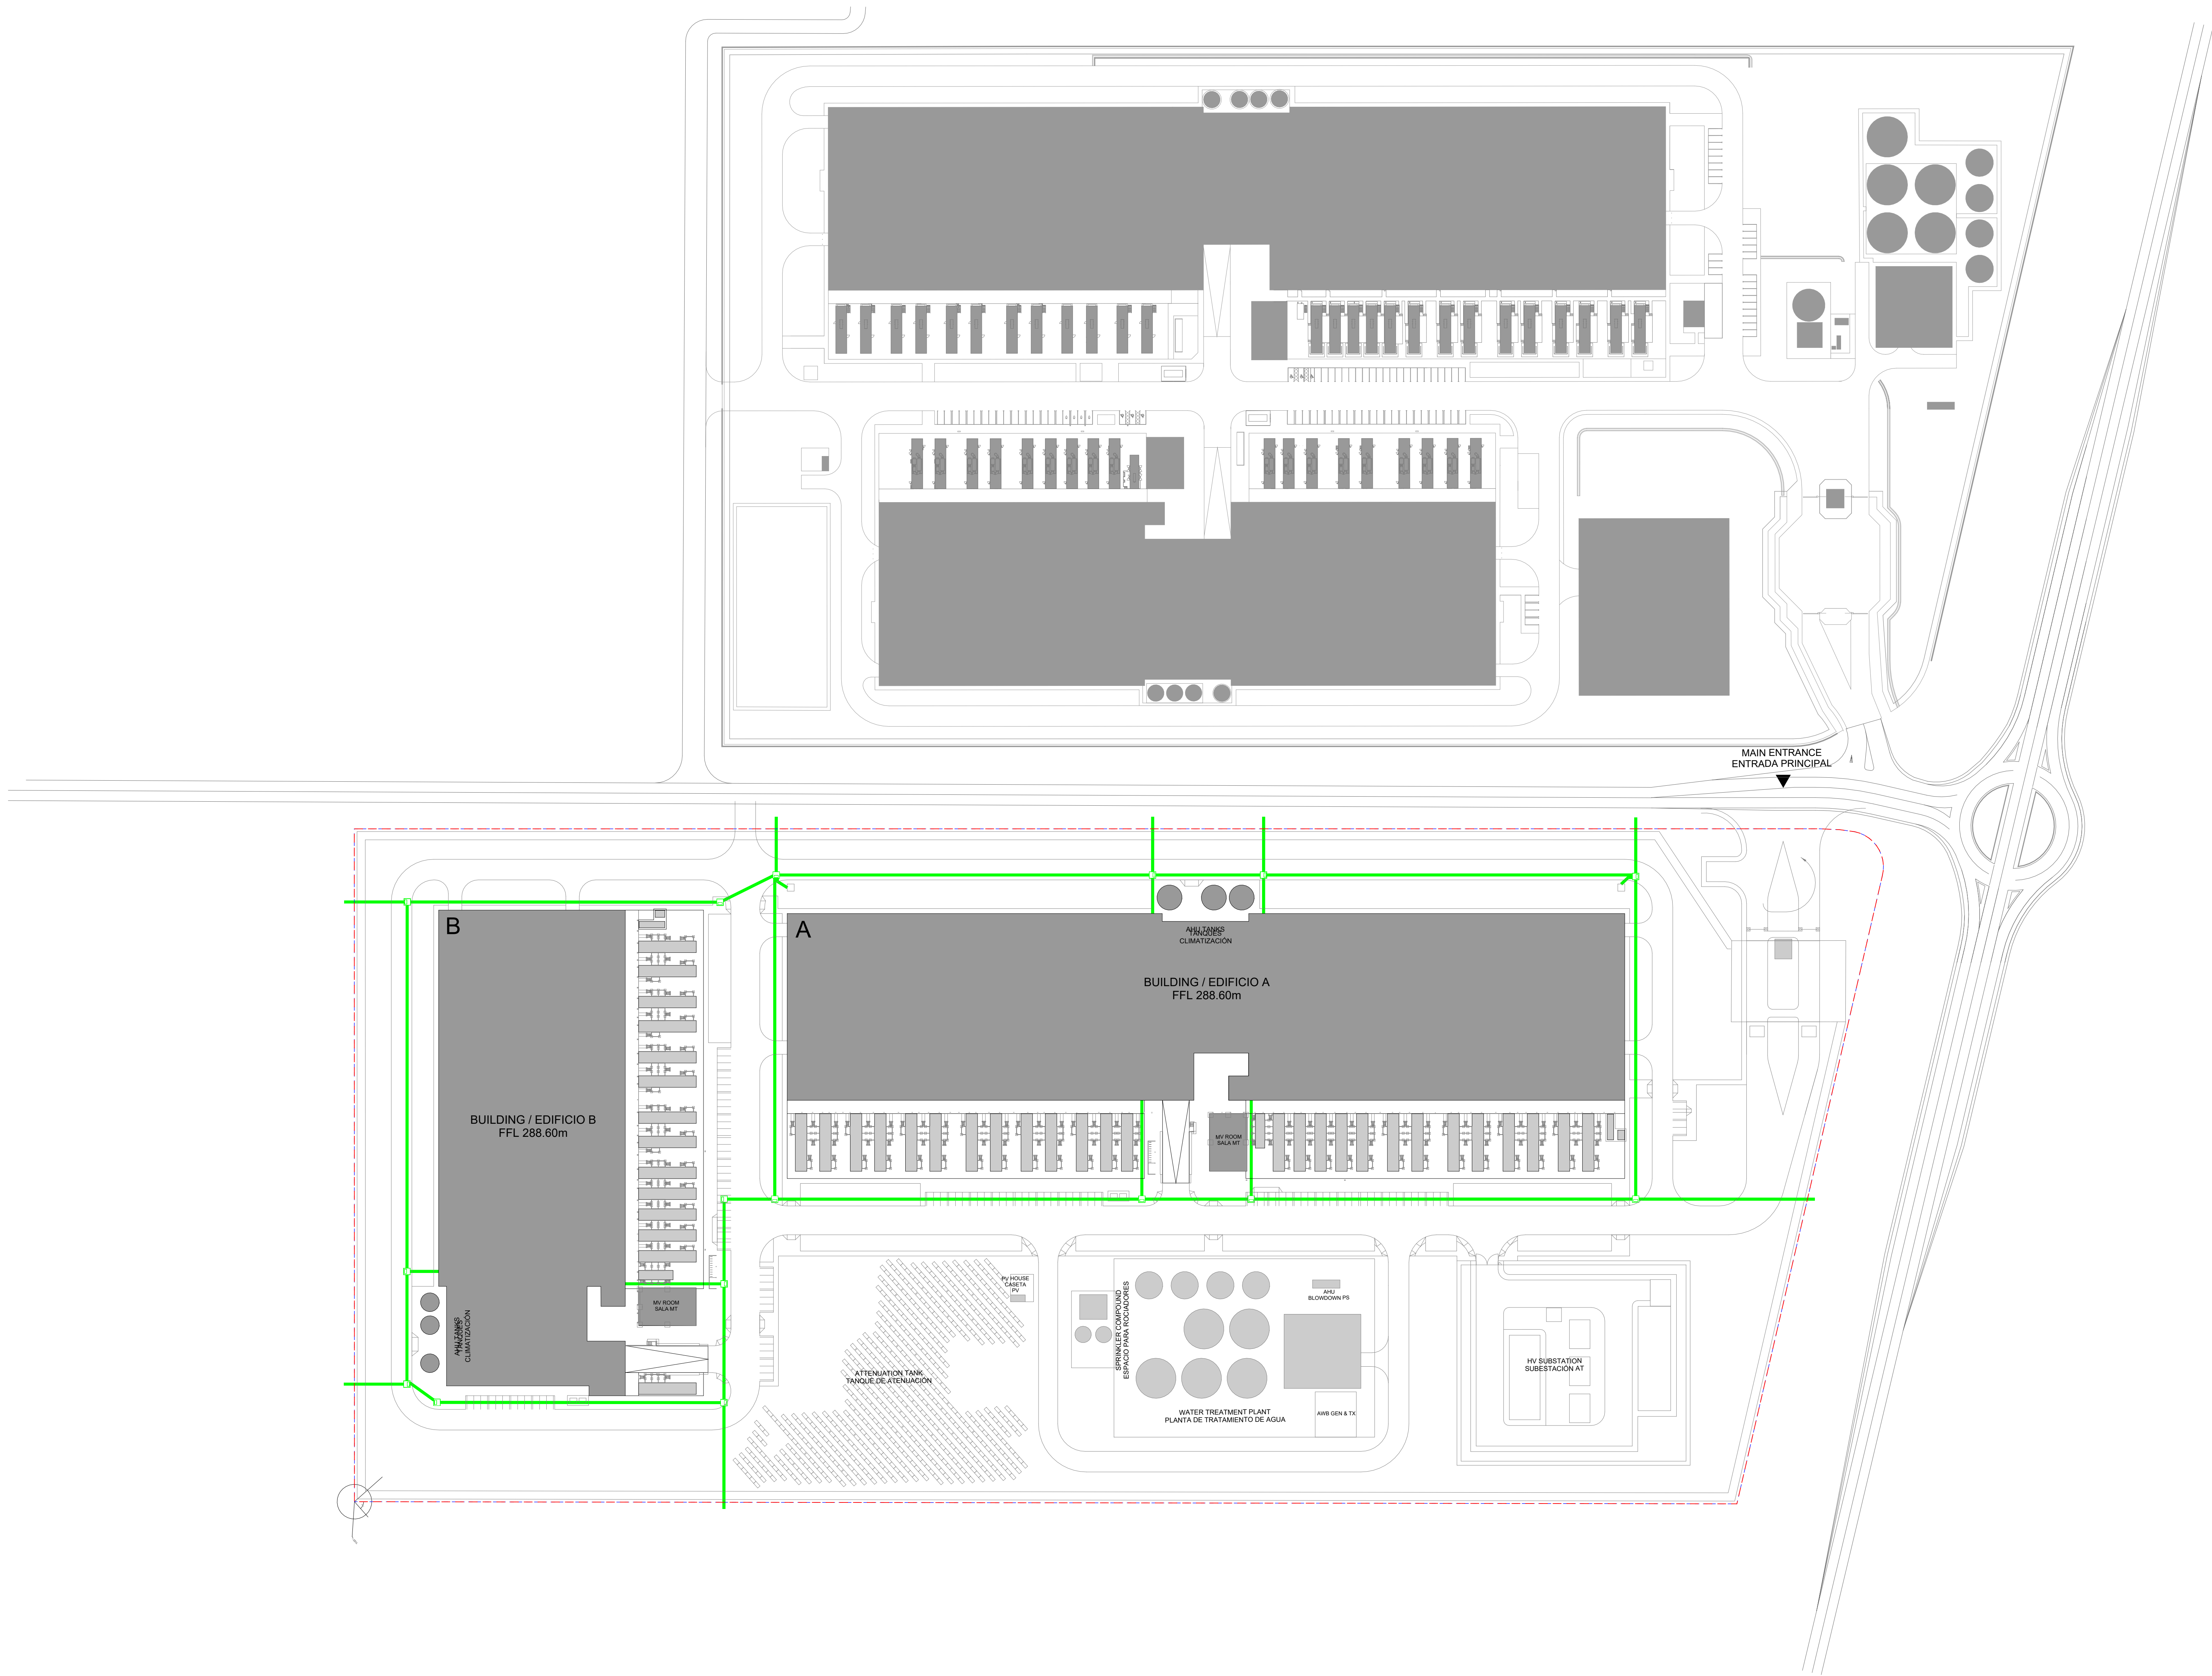 MAIN ENTRANCE
ENTRADA PRINCIPAL
B
A
AHU TANKS
TANQUES
CLIMATIZACIÓN
BUILDING / EDIFICIO A
FFL 288.60m
BUILDING / EDIFICIO B
FFL 288.60m
MV ROOM
SALA MT
MV ROOM
SALA MT
AHU TANKS
TANQUES
CLIMATIZACIÓN
PV HOUSE
CASETA
PV
ATTENUATION TANK
TANQUE DE ATENUACIÓN
SPRINKLER COMPOUND
ESPACIO PARA ROCIADORES
AHU
BLOWDOWN PS
WATER TREATMENT PLANT
PLANTA DE TRATAMIENTO DE AGUA
AWB GEN & TX
HV SUBSTATION
SUBESTACIÓN AT